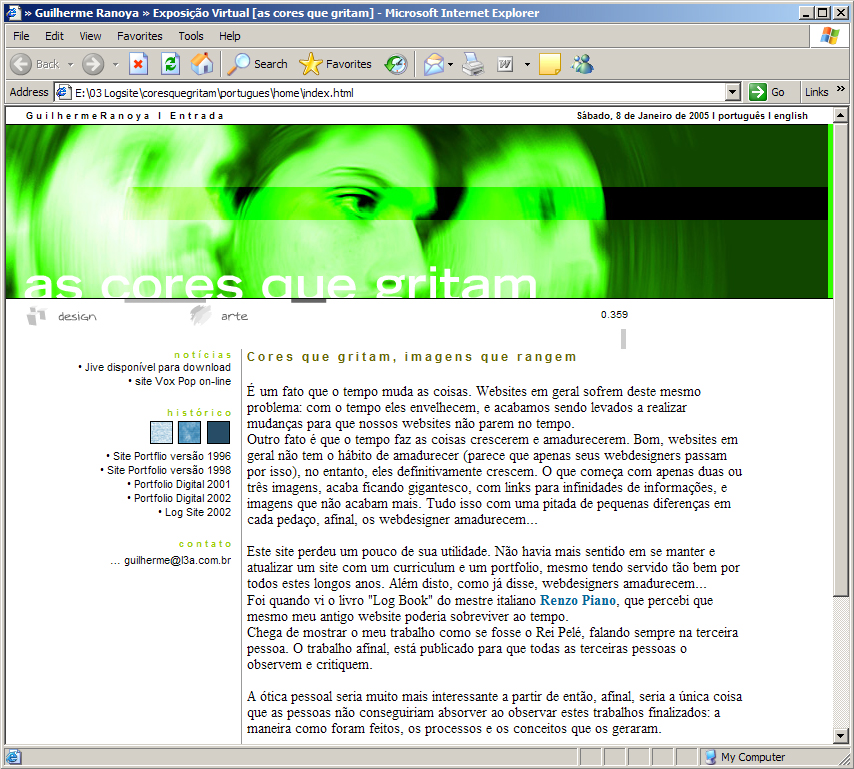 » Guilherme Ranoya » Exposição Virtual [as cores que gritam] - Microsoft Internet Explorer
File Edit View Favorites Tools Help
Back Search Favorites
Address E:\03 Logsite\coresquegritam\portugues\home\index.html Go Links »
GuilhermeRanoya I Entrada Sábado, 8 de Janeiro de 2005 I português I english
as cores que gritam
design arte 0.359
notícias
• Jive disponível para download
• site Vox Pop on-line
histórico
• Site Portflio versão 1996
• Site Portfolio versão 1998
• Portfolio Digital 2001
• Portfolio Digital 2002
• Log Site 2002
contato
... guilherme@l3a.com.br
Cores que gritam, imagens que rangem
É um fato que o tempo muda as coisas. Websites em geral sofrem deste mesmo
problema: com o tempo eles envelhecem, e acabamos sendo levados a realizar
mudanças para que nossos websites não parem no tempo.
Outro fato é que o tempo faz as coisas crescerem e amadurecerem. Bom, websites em
geral não tem o hábito de amadurecer (parece que apenas seus webdesigners passam
por isso), no entanto, eles definitivamente crescem. O que começa com apenas duas ou
três imagens, acaba ficando gigantesco, com links para infinidades de informações, e
imagens que não acabam mais. Tudo isso com uma pitada de pequenas diferenças em
cada pedaço, afinal, os webdesigner amadurecem...
Este site perdeu um pouco de sua utilidade. Não havia mais sentido em se manter e
atualizar um site com um curriculum e um portfolio, mesmo tendo servido tão bem por
todos estes longos anos. Além disto, como já disse, webdesigners amadurecem...
Foi quando vi o livro "Log Book" do mestre italiano Renzo Piano, que percebi que
mesmo meu antigo website poderia sobreviver ao tempo.
Chega de mostrar o meu trabalho como se fosse o Rei Pelé, falando sempre na terceira
pessoa. O trabalho afinal, está publicado para que todas as terceiras pessoas o
observem e critiquem.
A ótica pessoal seria muito mais interessante a partir de então, afinal, seria a única coisa
que as pessoas não conseguiriam absorver ao observar estes trabalhos finalizados: a
maneira como foram feitos, os processos e os conceitos que os geraram.
My Computer